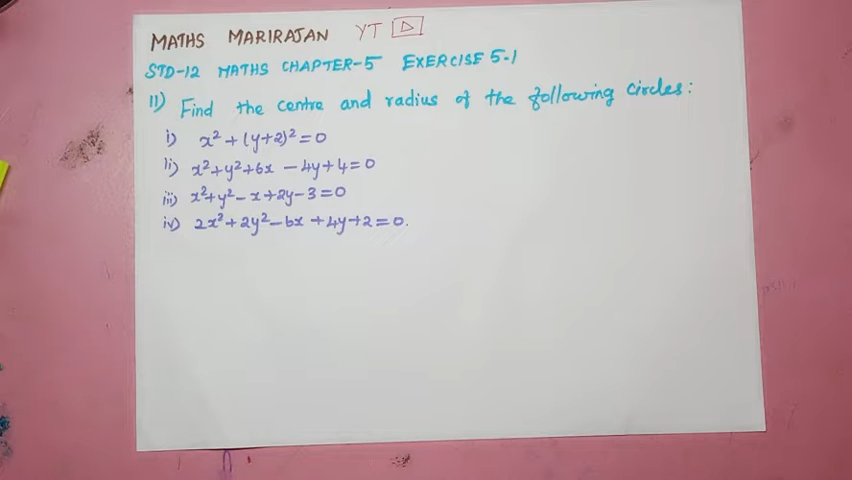 MATHS MARIRAJAN YT
STD-12 MATHS CHAPTER-5 EXERCISE 5.1
11) Find the centre and radius of the following circles:
i) x² + (y+2)² = 0
ii) x² + y² + 6x - 4y + 4 = 0
iii) x² + y² - x + 2y - 3 = 0
iv) 2x² + 2y² - 6x + 4y + 2 = 0.